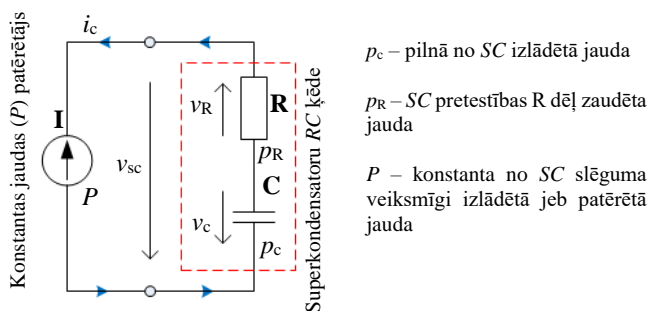 Konstantas jaudas (P) patērētājs
i_c
I
P
v_sc
v_R
R
p_R
C
v_c
p_c
Superkondensatoru RC ķēde
p_c – pilnā no SC izlādētā jauda
p_R – SC pretestības R dēļ zaudēta
jauda
P – konstanta no SC slēguma
veiksmīgi izlādētā jeb patērētā
jauda